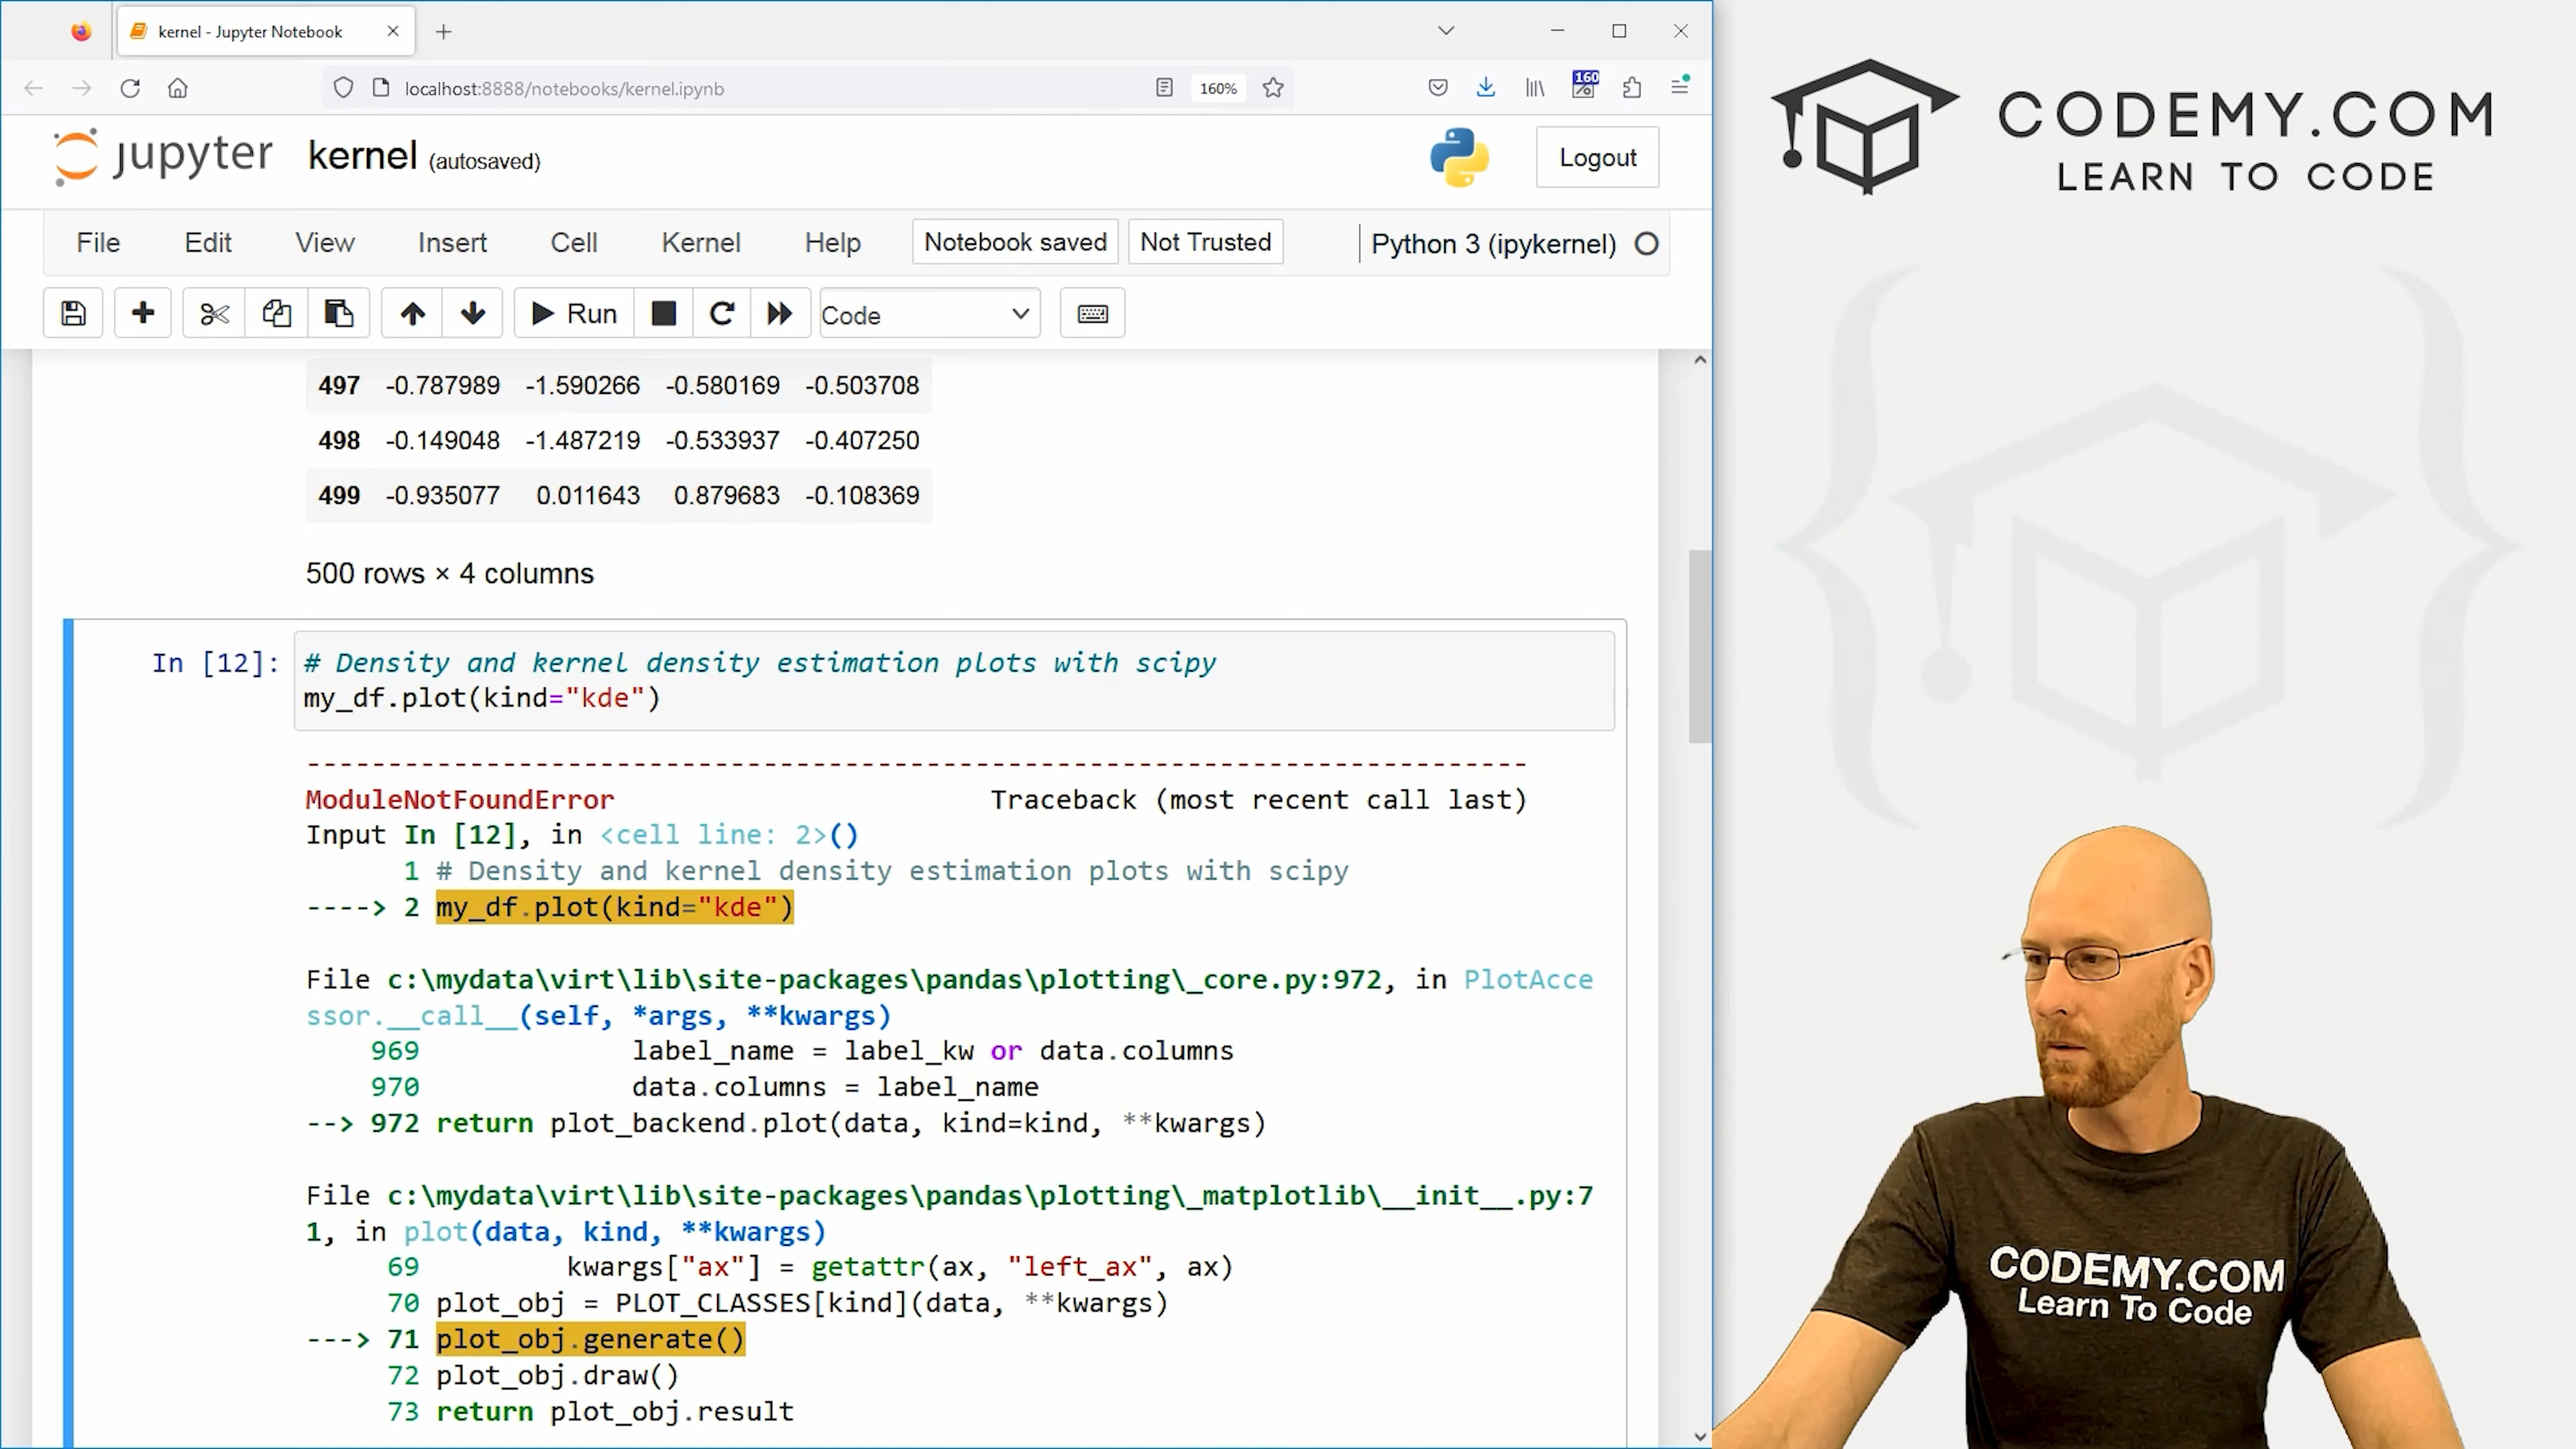 kernel - Jupyter Notebook
localhost:8888/notebooks/kernel.ipynb
160%
160
CODEMY.COM
LEARN TO CODE
jupyter kernel (autosaved)
Logout
File Edit View Insert Cell Kernel Help Notebook saved Not Trusted Python 3 (ipykernel)
Run Code
497 -0.787989 -1.590266 -0.580169 -0.503708
498 -0.149048 -1.487219 -0.533937 -0.407250
499 -0.935077 0.011643 0.879683 -0.108369
500 rows × 4 columns
In [12]: # Density and kernel density estimation plots with scipy
my_df.plot(kind="kde")
---------------------------------------------------------------------------
ModuleNotFoundError Traceback (most recent call last)
Input In [12], in <cell line: 2>()
1 # Density and kernel density estimation plots with scipy
----> 2 my_df.plot(kind="kde")
File c:\mydata\virt\lib\site-packages\pandas\plotting\_core.py:972, in PlotAcce
ssor.__call__(self, *args, **kwargs)
969 label_name = label_kw or data.columns
970 data.columns = label_name
--> 972 return plot_backend.plot(data, kind=kind, **kwargs)
File c:\mydata\virt\lib\site-packages\pandas\plotting\_matplotlib\__init__.py:7
1, in plot(data, kind, **kwargs)
69 kwargs["ax"] = getattr(ax, "left_ax", ax)
70 plot_obj = PLOT_CLASSES[kind](data, **kwargs)
---> 71 plot_obj.generate()
72 plot_obj.draw()
73 return plot_obj.result
CODEMY.COM
Learn To Code